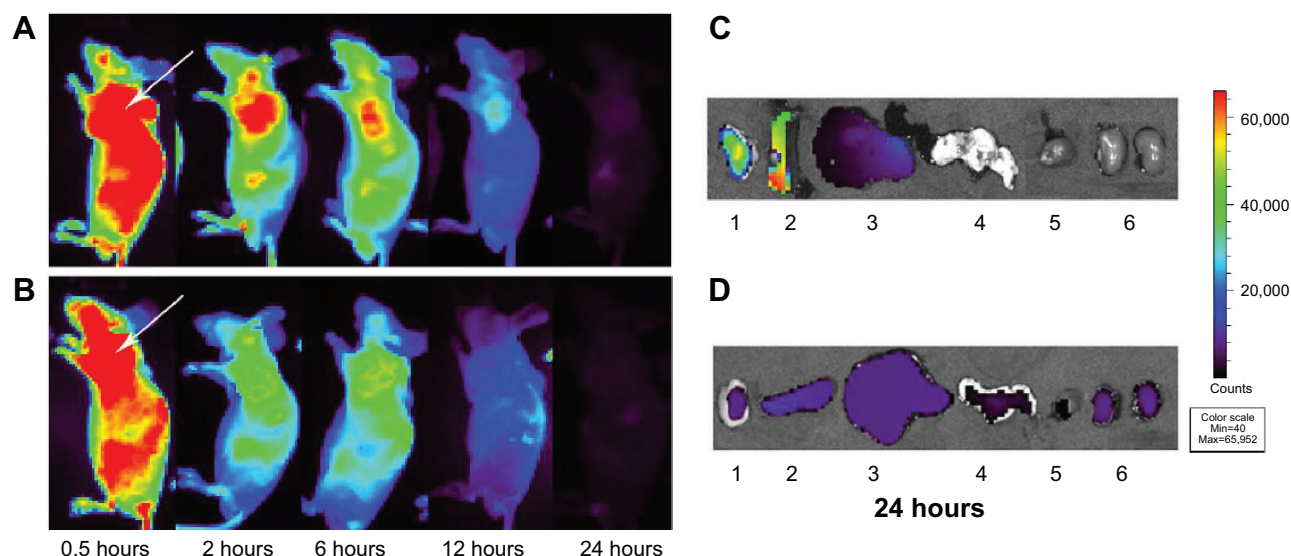 A
B
0.5 hours 2 hours 6 hours 12 hours 24 hours
C
1 2 3 4 5 6
D
1 2 3 4 5 6
24 hours
60,000
40,000
20,000
Counts
Color scale
Min=40
Max=65,952